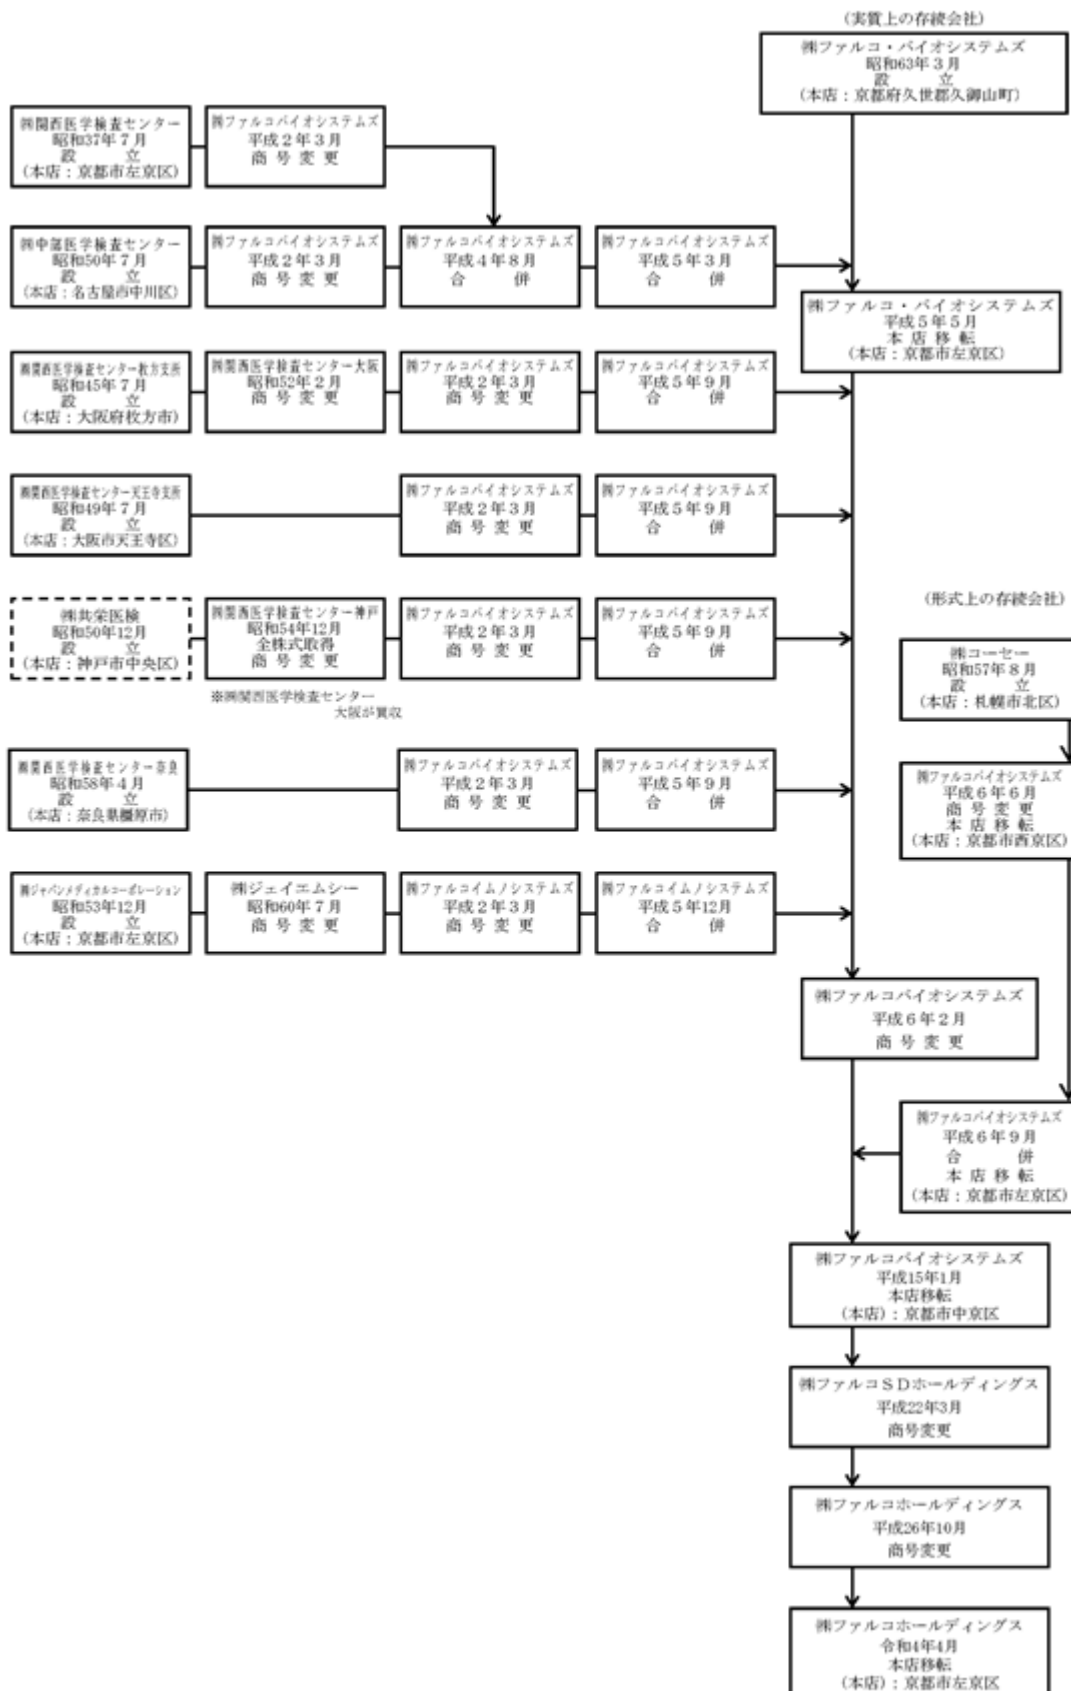 (実質上の存続会社)
㈱ファルコ・バイオシステムズ
昭和63年3月
設 立
(本店：京都府久世郡久御山町)
㈱関西医学検査センター
昭和37年7月
設 立
(本店：京都市左京区)
㈱ファルコバイオシステムズ
平成2年3月
商号変更
㈱中部医学検査センター
昭和50年7月
設 立
(本店：名古屋市中川区)
㈱ファルコバイオシステムズ
平成2年3月
商号変更
㈱ファルコバイオシステムズ
平成4年8月
合 併
㈱ファルコバイオシステムズ
平成5年3月
合 併
㈱ファルコ・バイオシステムズ
平成5年5月
本店移転
(本店：京都市左京区)
㈱関西医学検査センター枚方支所
昭和45年7月
設 立
(本店：大阪府枚方市)
㈱関西医学検査センター大阪
昭和52年2月
商号変更
㈱ファルコバイオシステムズ
平成2年3月
商号変更
㈱ファルコバイオシステムズ
平成5年9月
合 併
㈱関西医学検査センター天王寺支所
昭和49年7月
設 立
(本店：大阪市天王寺区)
㈱ファルコバイオシステムズ
平成2年3月
商号変更
㈱ファルコバイオシステムズ
平成5年9月
合 併
㈱共栄医検
昭和50年12月
設 立
(本店：神戸市中央区)
㈱関西医学検査センター神戸
昭和54年12月
全株式取得
商号変更
※㈱関西医学検査センター
大阪が買収
㈱ファルコバイオシステムズ
平成2年3月
商号変更
㈱ファルコバイオシステムズ
平成5年9月
合 併
(形式上の存続会社)
㈱コーセー
昭和57年8月
設 立
(本店：札幌市北区)
㈱関西医学検査センター奈良
昭和58年4月
設 立
(本店：奈良県橿原市)
㈱ファルコバイオシステムズ
平成2年3月
商号変更
㈱ファルコバイオシステムズ
平成5年9月
合 併
㈱ファルコバイオシステムズ
平成6年6月
商号変更
本店移転
(本店：京都市西京区)
㈱ジャパンメディカルコーポレーション
昭和53年12月
設 立
(本店：京都市左京区)
㈱ジェイエムシー
昭和60年7月
商号変更
㈱ファルコイムノシステムズ
平成2年3月
商号変更
㈱ファルコイムノシステムズ
平成5年12月
合 併
㈱ファルコバイオシステムズ
平成6年2月
商号変更
㈱ファルコバイオシステムズ
平成6年9月
合 併
本店移転
(本店：京都市左京区)
㈱ファルコバイオシステムズ
平成15年1月
本店移転
(本店)：京都市中京区
㈱ファルコＳＤホールディングス
平成22年3月
商号変更
㈱ファルコホールディングス
平成26年10月
商号変更
㈱ファルコホールディングス
令和4年4月
本店移転
(本店)：京都市左京区